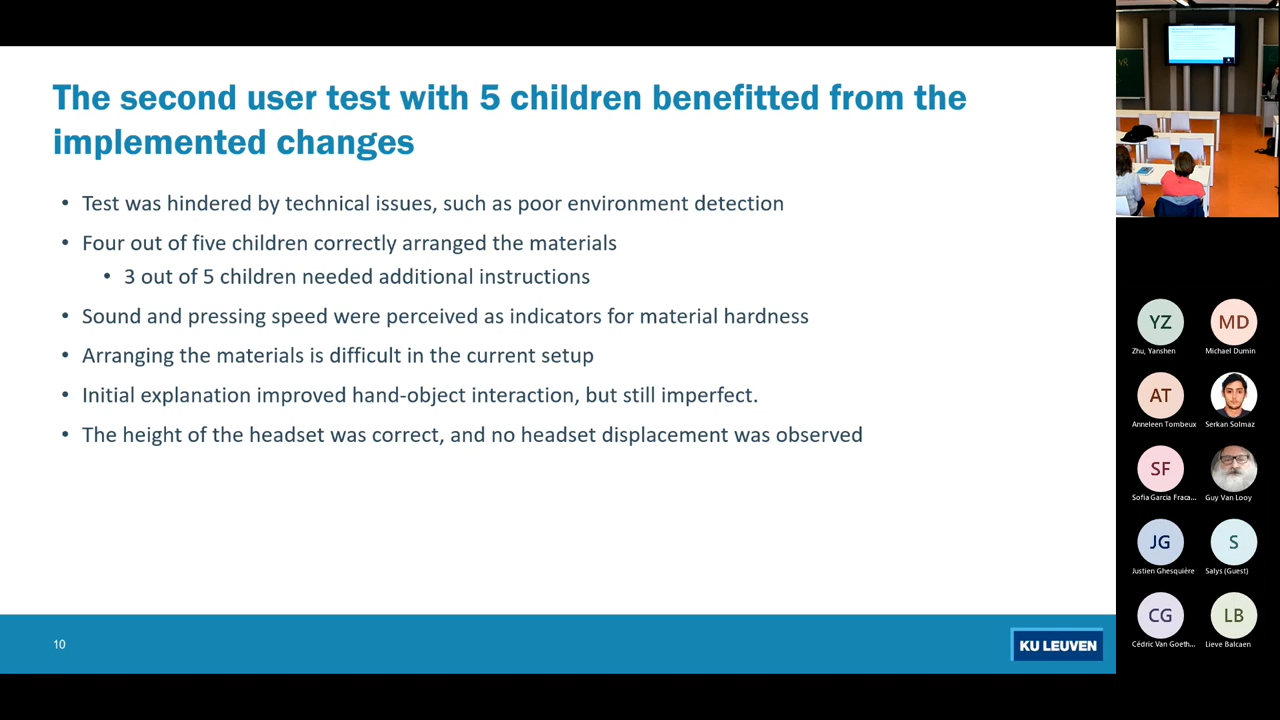 The second user test with 5 children benefitted from the
implemented changes
• Test was hindered by technical issues, such as poor environment detection
• Four out of five children correctly arranged the materials
• 3 out of 5 children needed additional instructions
• Sound and pressing speed were perceived as indicators for material hardness
• Arranging the materials is difficult in the current setup
• Initial explanation improved hand-object interaction, but still imperfect.
• The height of the headset was correct, and no headset displacement was observed
10
KU LEUVEN
YZ
Zhu, Yanshen
MD
Michael Dumin
AT
Anneleen Tombeux
Serkan Solmaz
SF
Sofia Garcia Fraca...
Guy Van Looy
JG
Justien Ghesquière
S
Salys (Guest)
CG
Cédric Van Goeth...
LB
Lieve Balcaen